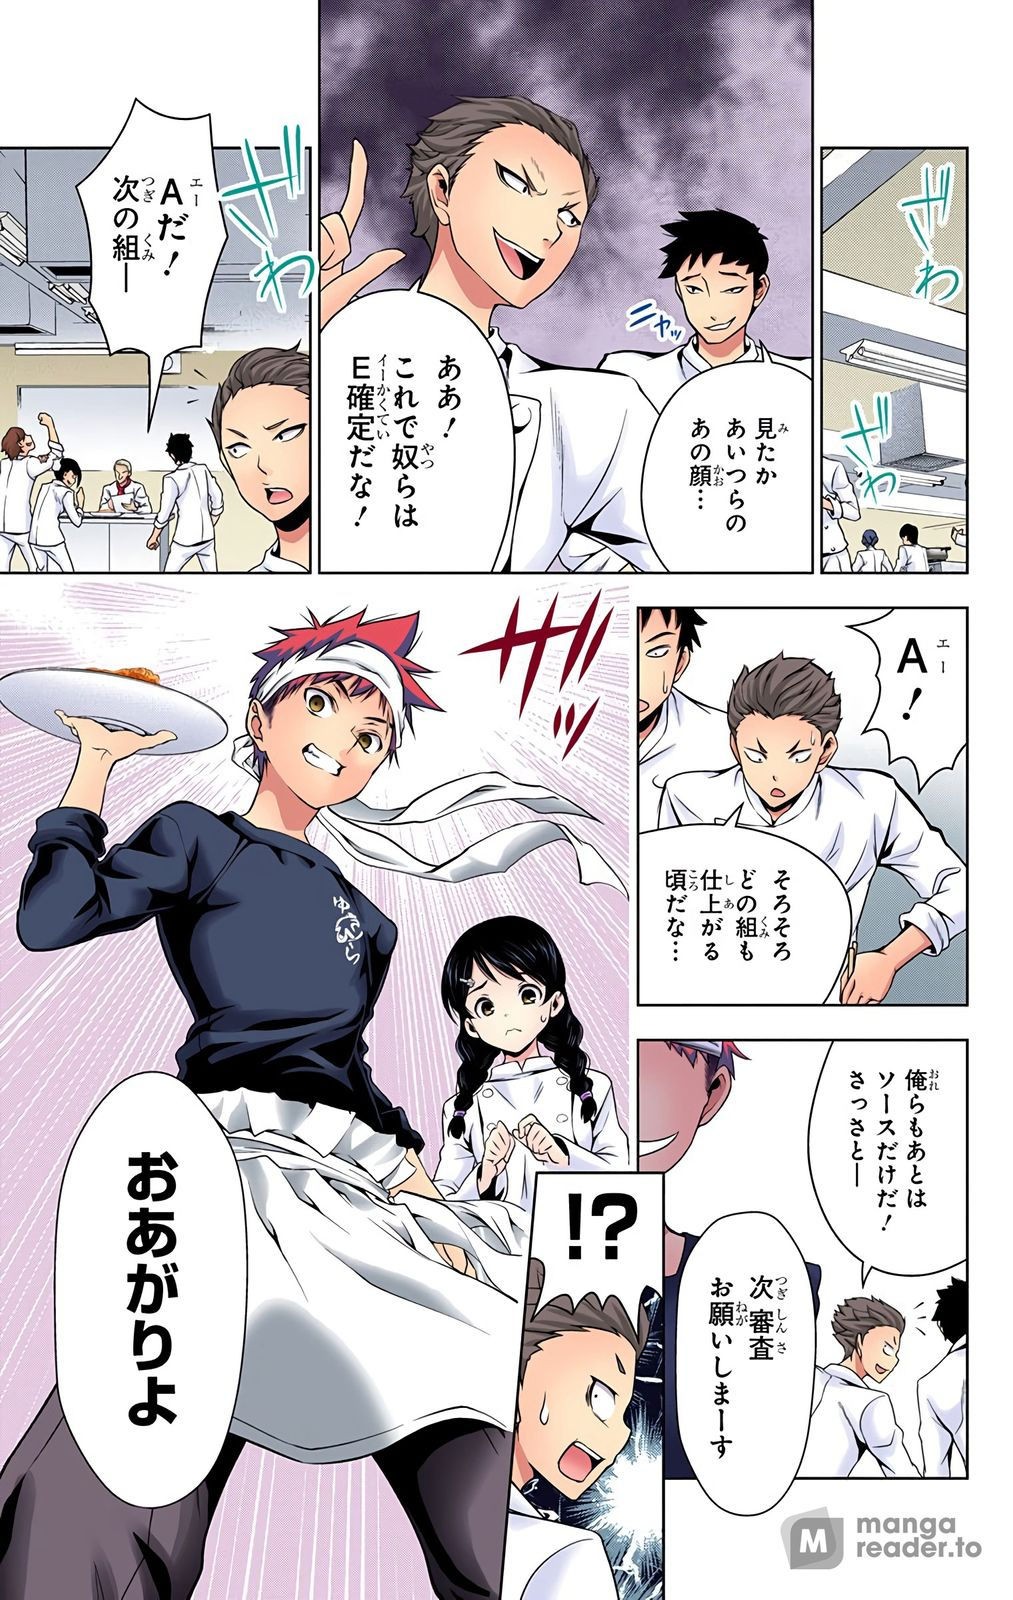 ざわ
ざわ
見たか
あいつらの
あの顔…
ニヤッ
ああ!
これで奴らは
E確定だな!
ざわ
Aだ!
次の組ー
A!
そろそろ
どの組も
仕上がる
頃だな…
俺らもあとは
ソースだけだ!
さっさとー
次 審査
お願いしまーす
!?
ザッ
ゆきひら
おあがりよ
manga
reader.to